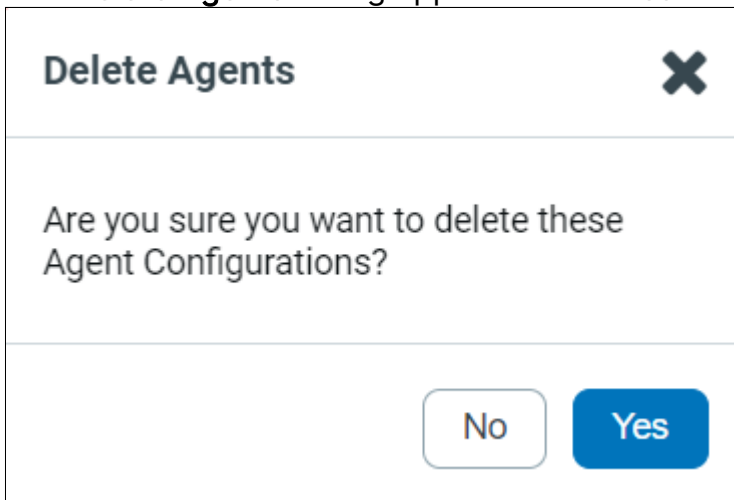 Delete Agents
Are you sure you want to delete these
Agent Configurations?
No
Yes